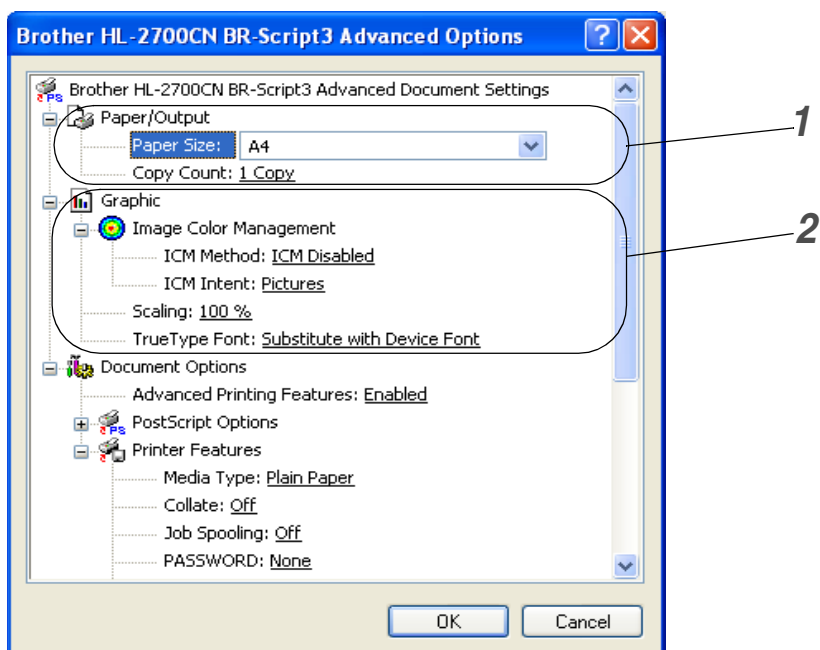 Brother HL-2700CN BR-Script3 Advanced Options
Brother HL-2700CN BR-Script3 Advanced Document Settings
Paper/Output
Paper Size: A4
Copy Count: 1 Copy
1
Graphic
Image Color Management
ICM Method: ICM Disabled
ICM Intent: Pictures
Scaling: 100 %
TrueType Font: Substitute with Device Font
2
Document Options
Advanced Printing Features: Enabled
PostScript Options
Printer Features
Media Type: Plain Paper
Collate: Off
Job Spooling: Off
PASSWORD: None
OK Cancel